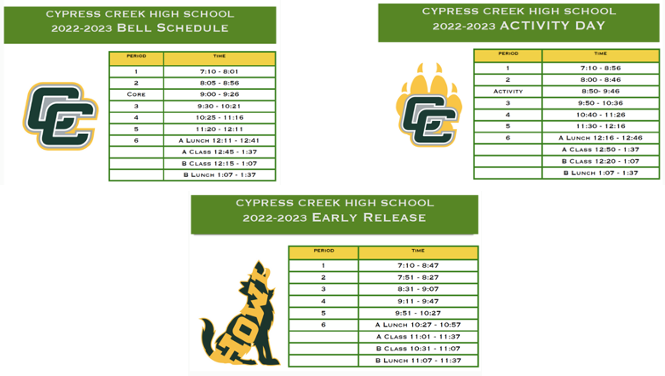 CYPRESS CREEK HIGH SCHOOL
2022-2023 BELL SCHEDULE
PERIOD TIME
1 7:10 - 8:01
2 8:05 - 8:56
CORE 9:00 - 9:26
3 9:30 - 10:21
4 10:25 - 11:16
5 11:20 - 12:11
6 A LUNCH 12:11 - 12:41
A CLASS 12:45 - 1:37
B CLASS 12:15 - 1:07
B LUNCH 1:07 - 1:37
CC
CYPRESS CREEK HIGH SCHOOL
2022-2023 ACTIVITY DAY
PERIOD TIME
1 7:10 - 8:56
2 8:00 - 8:46
ACTIVITY 8:50- 9:46
3 9:50 - 10:36
4 10:40 - 11:26
5 11:30 - 12:16
6 A LUNCH 12:16 - 12:46
A CLASS 12:50 - 1:37
B CLASS 12:20 - 1:07
B LUNCH 1:07 - 1:37
CC
CYPRESS CREEK HIGH SCHOOL
2022-2023 EARLY RELEASE
PERIOD TIME
1 7:10 - 8:47
2 7:51 - 8:27
3 8:31 - 9:07
4 9:11 - 9:47
5 9:51 - 10:27
6 A LUNCH 10:27 - 10:57
A CLASS 11:01 - 11:37
B CLASS 10:31 - 11:07
B LUNCH 11:07 - 11:37
HOWL